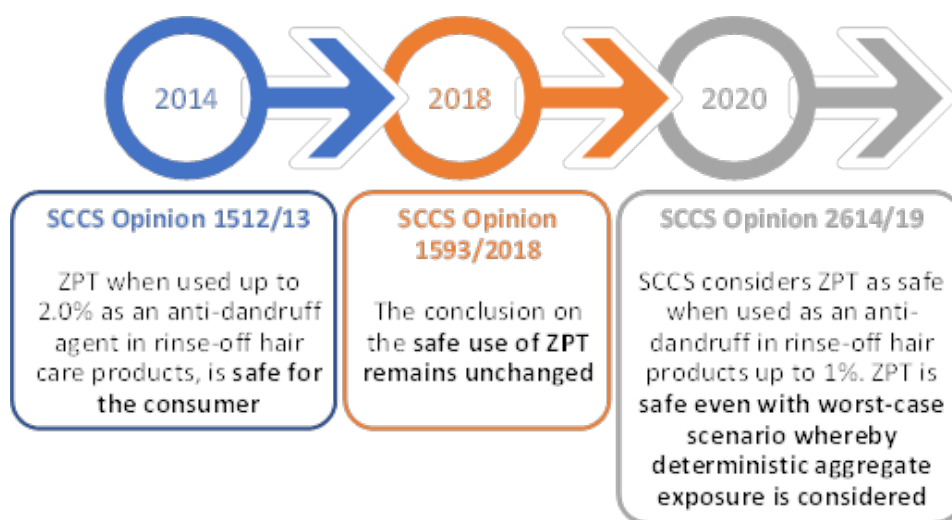 2014
2018
2020
SCCS Opinion 1512/13
ZPT when used up to
2.0% as an anti-dandruff
agent in rinse-off hair
care products, is safe for
the consumer
SCCS Opinion
1593/2018
The conclusion on
the safe use of ZPT
remains unchanged
SCCS Opinion 2614/19
SCCS considers ZPT as safe
when used as an anti-
dandruff in rinse-off hair
products up to 1%. ZPT is
safe even with worst-case
scenario whereby
deterministic aggregate
exposure is considered